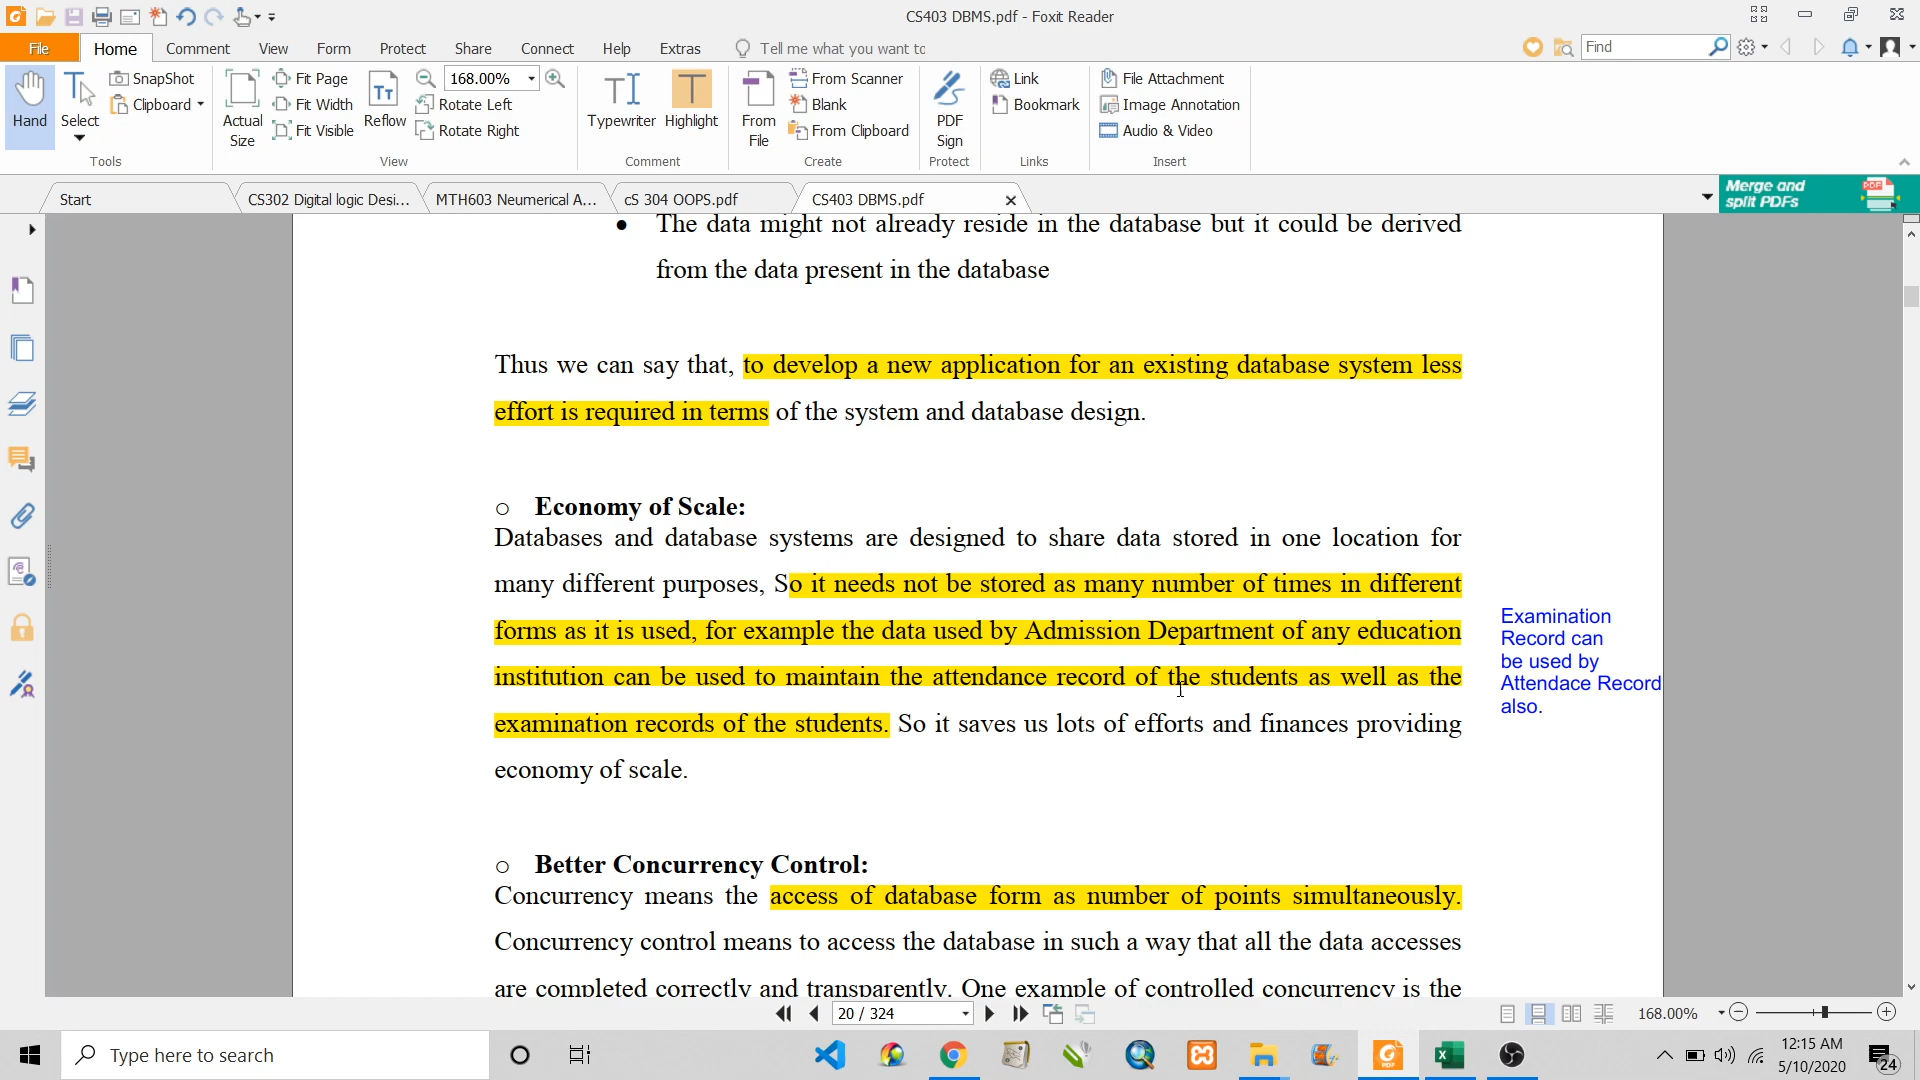 CS403 DBMS.pdf - Foxit Reader
File Home Comment View Form Protect Share Connect Help Extras Tell me what you want to Find
Hand
Select
SnapShot
Clipboard
Tools
Actual
Size
Fit Page
Fit Width
Fit Visible
Reflow
168.00%
Rotate Left
Rotate Right
View
Typewriter
Highlight
Comment
From
File
From Scanner
Blank
From Clipboard
Create
PDF
Sign
Protect
Link
Bookmark
Links
File Attachment
Image Annotation
Audio & Video
Insert
Start CS302 Digital logic Desi... MTH603 Neumerical A... cS 304 OOPS.pdf CS403 DBMS.pdf
Merge and
split PDFs
PDF
• The data might not already reside in the database but it could be derived
from the data present in the database
Thus we can say that, to develop a new application for an existing database system less
effort is required in terms of the system and database design.
o Economy of Scale:
Databases and database systems are designed to share data stored in one location for
many different purposes, So it needs not be stored as many number of times in different
forms as it is used, for example the data used by Admission Department of any education
institution can be used to maintain the attendance record of the students as well as the
examination records of the students. So it saves us lots of efforts and finances providing
economy of scale.
Examination
Record can
be used by
Attendace Record
also.
o Better Concurrency Control:
Concurrency means the access of database form as number of points simultaneously.
Concurrency control means to access the database in such a way that all the data accesses
are completed correctly and transparently. One example of controlled concurrency is the
20 / 324
168.00%
Type here to search
12:15 AM
5/10/2020
24